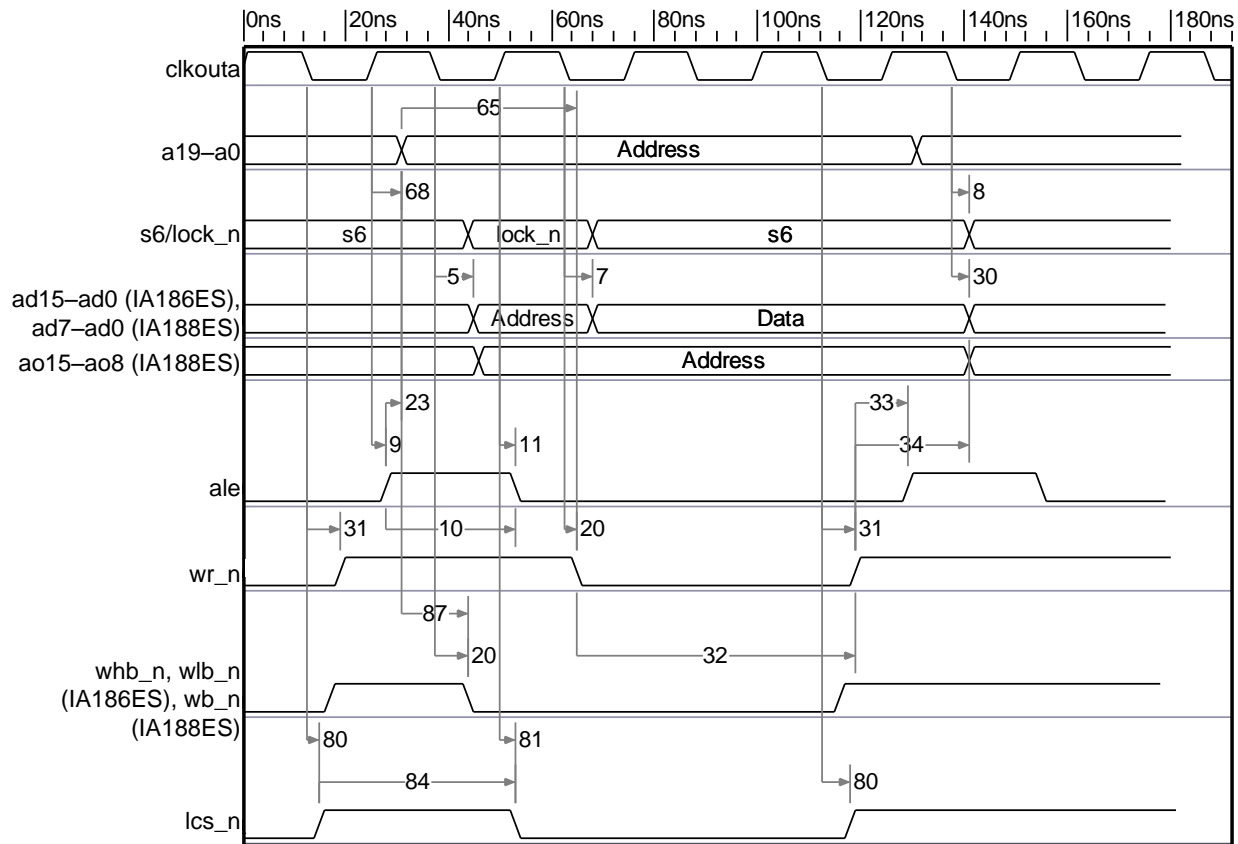 0ns 20ns 40ns 60ns 80ns 100ns 120ns 140ns 160ns 180ns
clkouta
65
a19–a0 Address
68 8
s6/lock_n s6 lock_n s6
5 7 30
ad15–ad0 (IA186ES),
ad7–ad0 (IA188ES) Address Data
ao15–ao8 (IA188ES) Address
23 33
9 11 34
ale
31 10 20 31
wr_n
87
20 32
whb_n, wlb_n
(IA186ES), wb_n
(IA188ES)
80 81
84 80
lcs_n